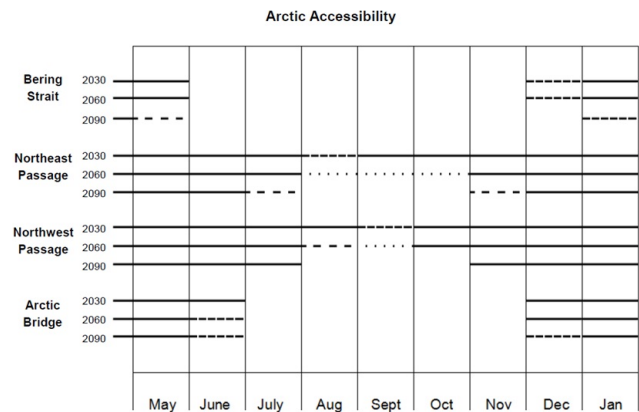 Arctic Accessibility
Bering
Strait
2030
2060
2090
Northeast
Passage
2030
2060
2090
Northwest
Passage
2030
2060
2090
Arctic
Bridge
2030
2060
2090
May June July Aug Sept Oct Nov Dec Jan